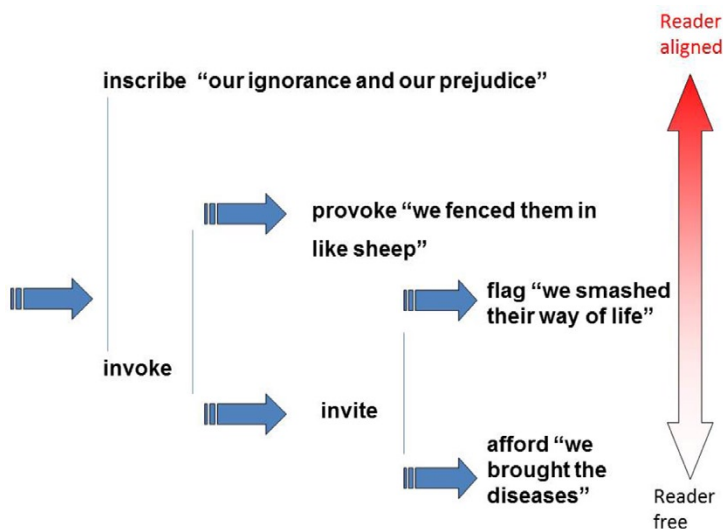 Reader
aligned
inscribe “our ignorance and our prejudice”
provoke “we fenced them in
like sheep”
flag “we smashed
their way of life”
invoke
invite
afford “we
brought the
diseases”
Reader
free